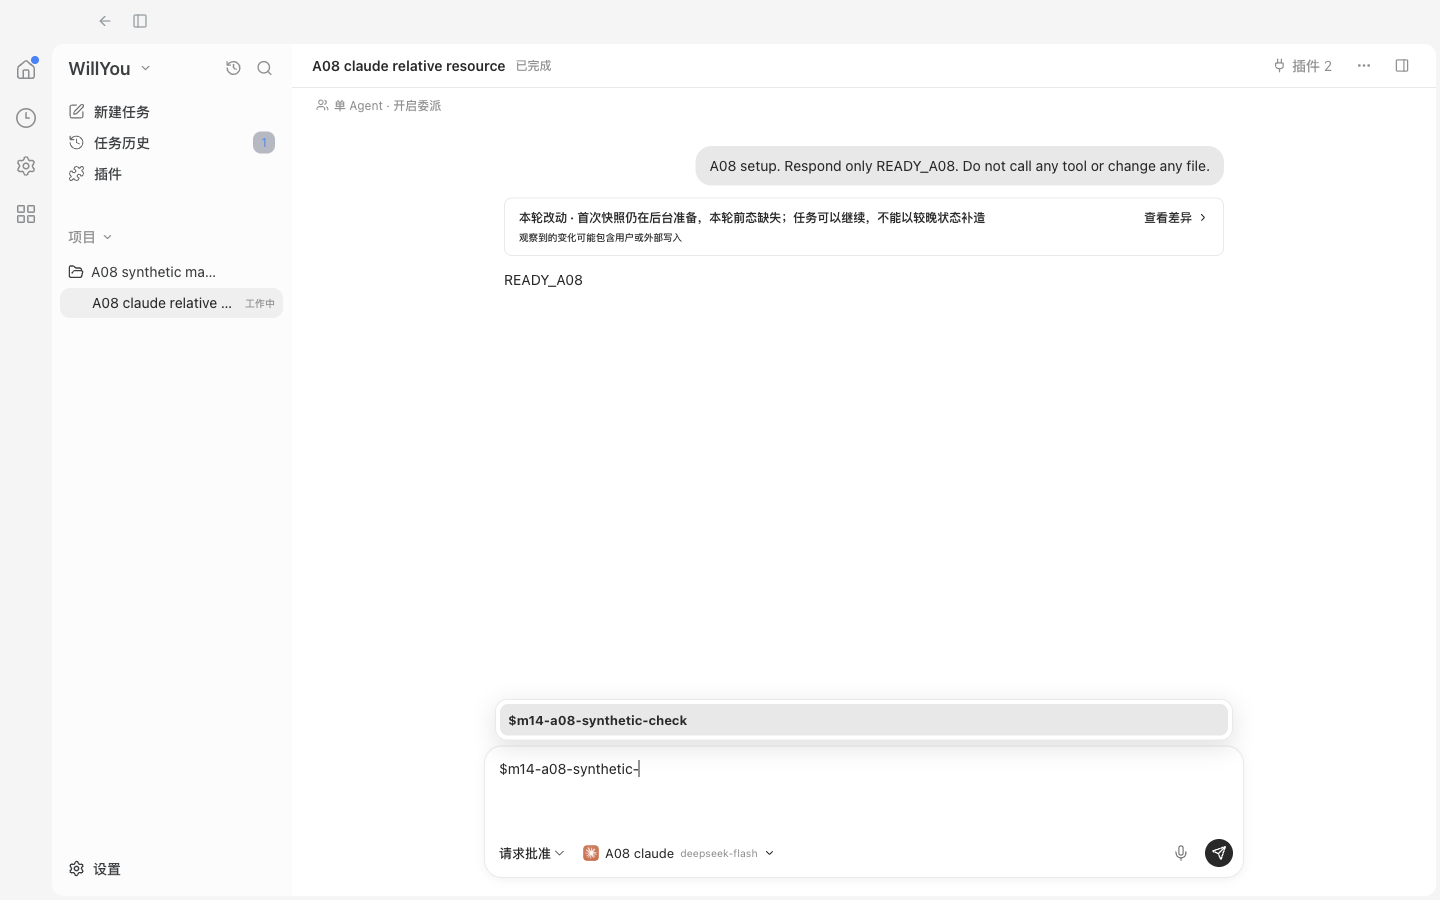 WillYou
新建任务
任务历史 1
插件
项目
A08 synthetic ma...
A08 claude relative ... 工作中
设置
A08 claude relative resource 已完成
插件 2
单 Agent · 开启委派
A08 setup. Respond only READY_A08. Do not call any tool or change any file.
本轮改动 · 首次快照仍在后台准备，本轮前态缺失；任务可以继续，不能以较晚状态补造 查看差异
观察到的变化可能包含用户或外部写入
READY_A08
$m14-a08-synthetic-check
$m14-a08-synthetic-
请求批准 A08 claude deepseek-flash